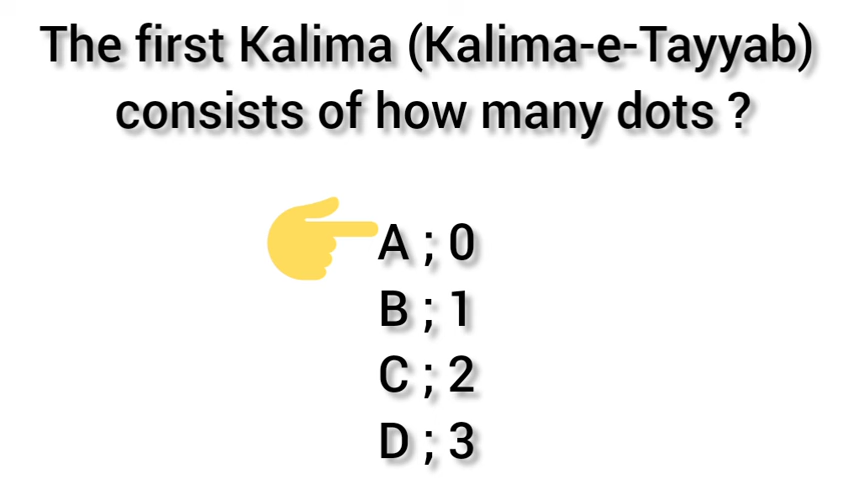 The first Kalima (Kalima-e-Tayyab)
consists of how many dots ?
A ; 0
B ; 1
C ; 2
D ; 3